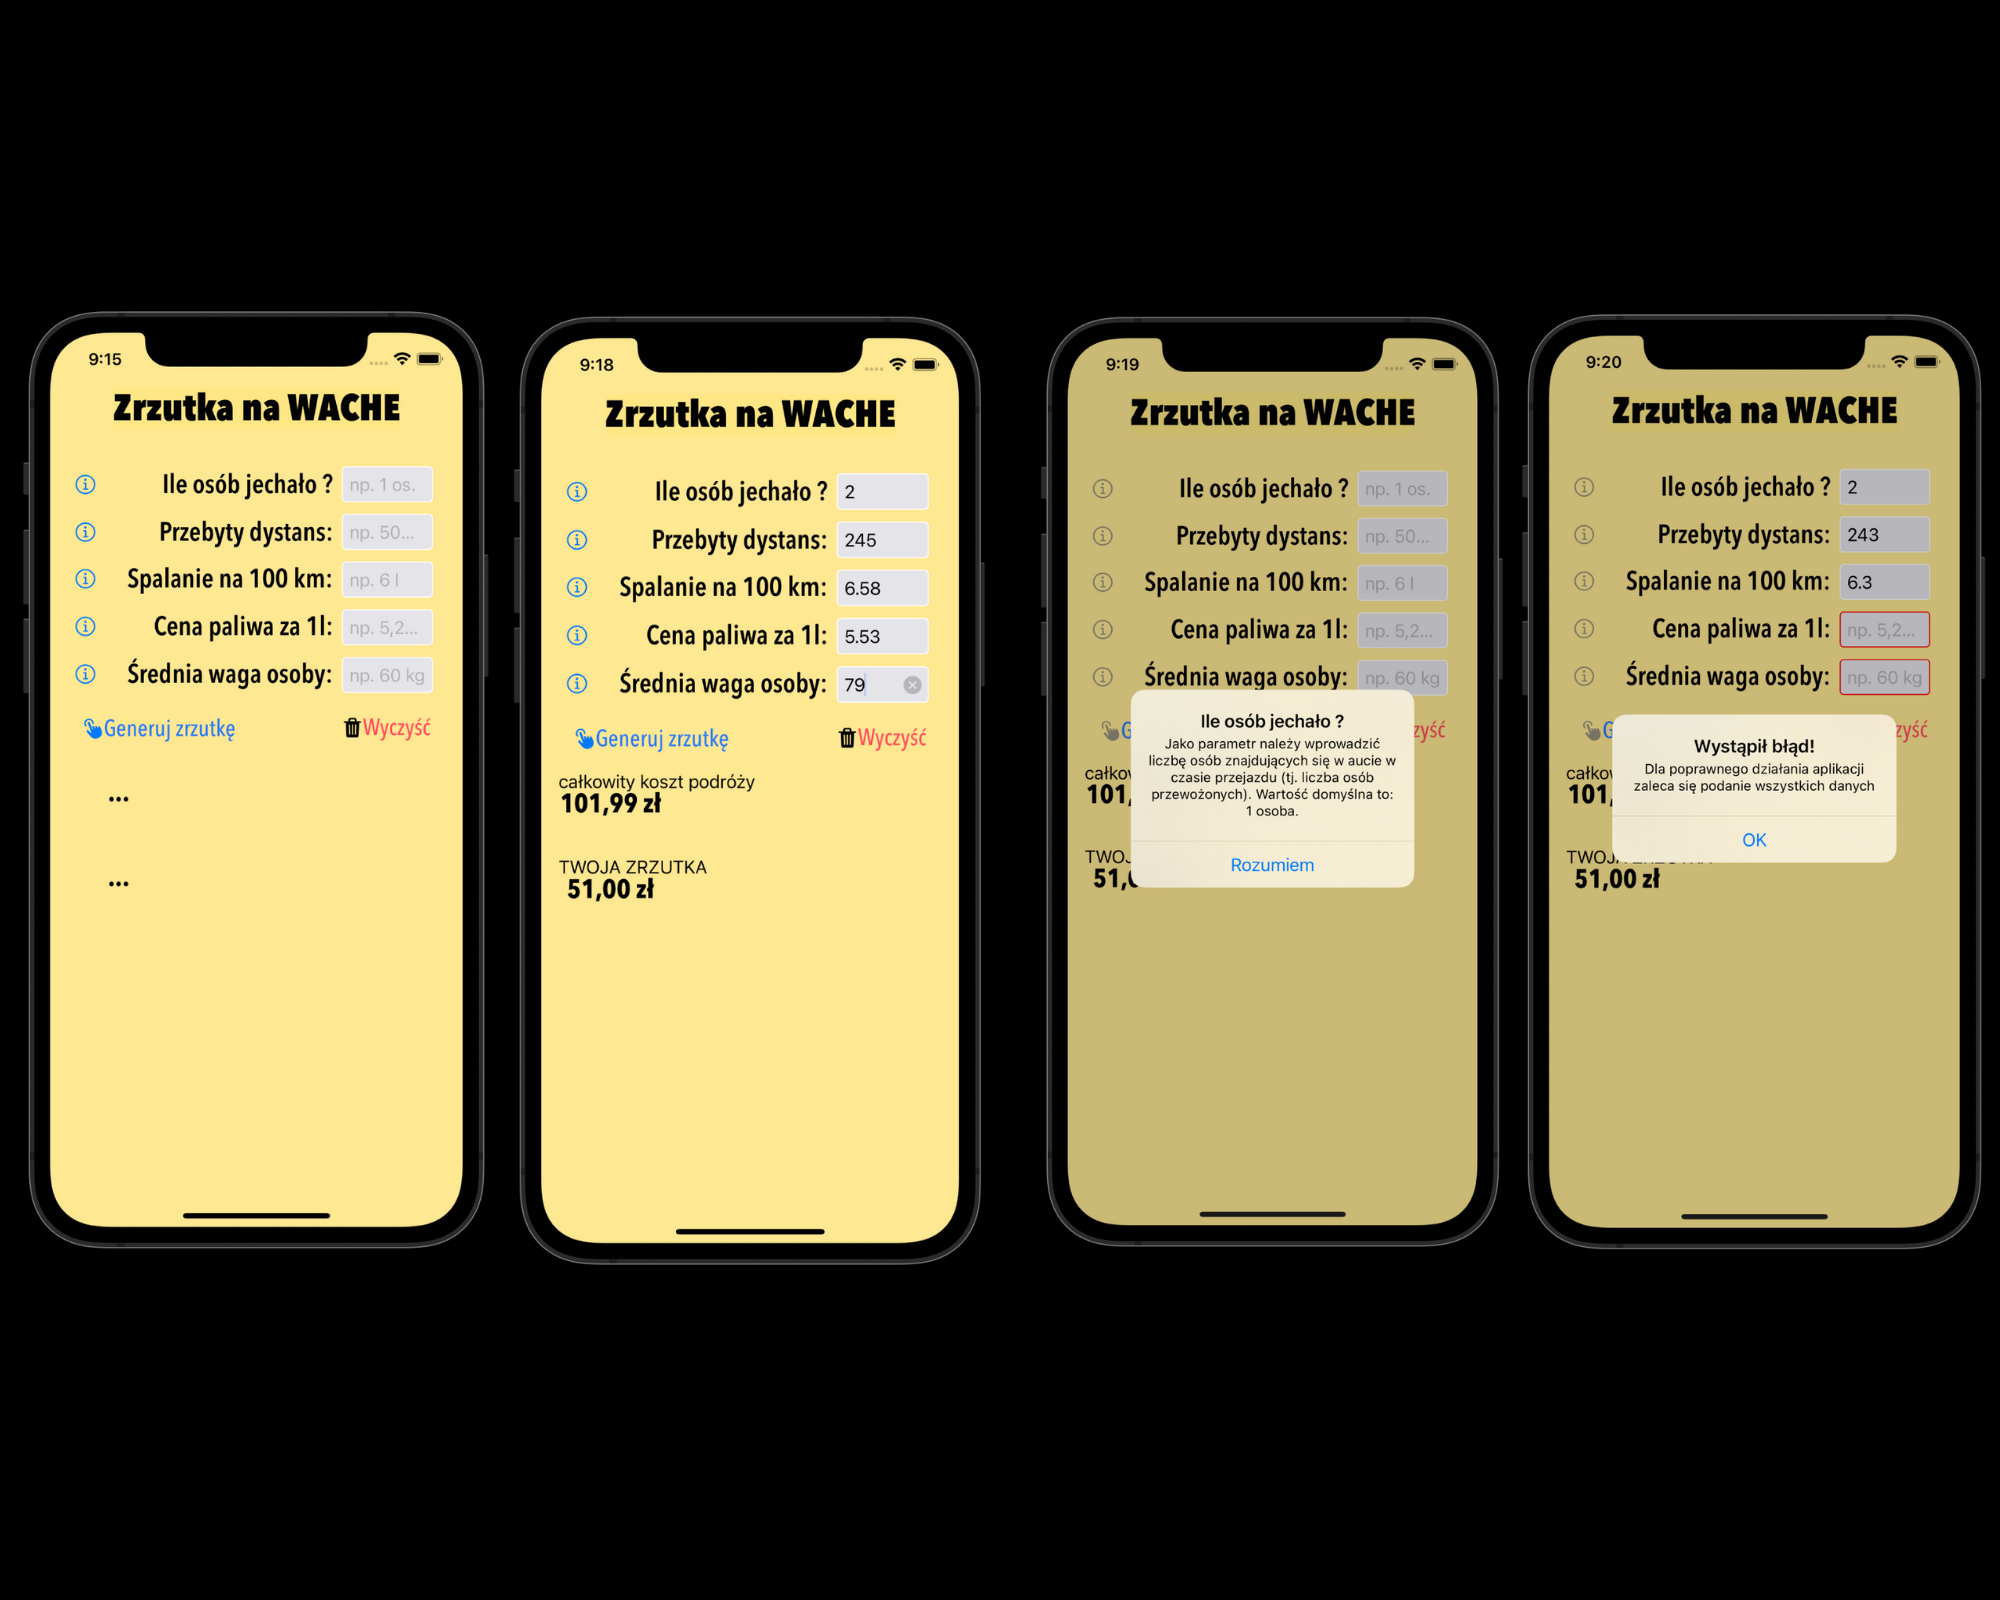 9:15
Zrzutka na WACHE
Ile osób jechało ? np. 1 os.
Przebyty dystans: np. 50...
Spalanie na 100 km: np. 6 l
Cena paliwa za 1l: np. 5,2...
Średnia waga osoby: np. 60 kg
Generuj zrzutkę Wyczyść
...
...
9:18
Zrzutka na WACHE
Ile osób jechało ? 2
Przebyty dystans: 245
Spalanie na 100 km: 6.58
Cena paliwa za 1l: 5.53
Średnia waga osoby: 79
Generuj zrzutkę Wyczyść
całkowity koszt podróży
101,99 zł
TWOJA ZRZUTKA
51,00 zł
9:19
Zrzutka na WACHE
Ile osób jechało ? np. 1 os.
Przebyty dystans: np. 50...
Spalanie na 100 km: np. 6 l
Cena paliwa za 1l: np. 5,2...
Średnia waga osoby: np. 60 kg
G zyść
całkow
101,
TWOJ
51,0
Ile osób jechało ?
Jako parametr należy wprowadzić
liczbę osób znajdujących się w aucie w
czasie przejazdu (tj. liczba osób
przewożonych). Wartość domyślna to:
1 osoba.
Rozumiem
9:20
Zrzutka na WACHE
Ile osób jechało ? 2
Przebyty dystans: 243
Spalanie na 100 km: 6.3
Cena paliwa za 1l: np. 5,2...
Średnia waga osoby: np. 60 kg
G zyść
całkow
101,
Wystąpił błąd!
Dla poprawnego działania aplikacji
zaleca się podanie wszystkich danych
OK
TWOJA ZRZUTKA
51,00 zł